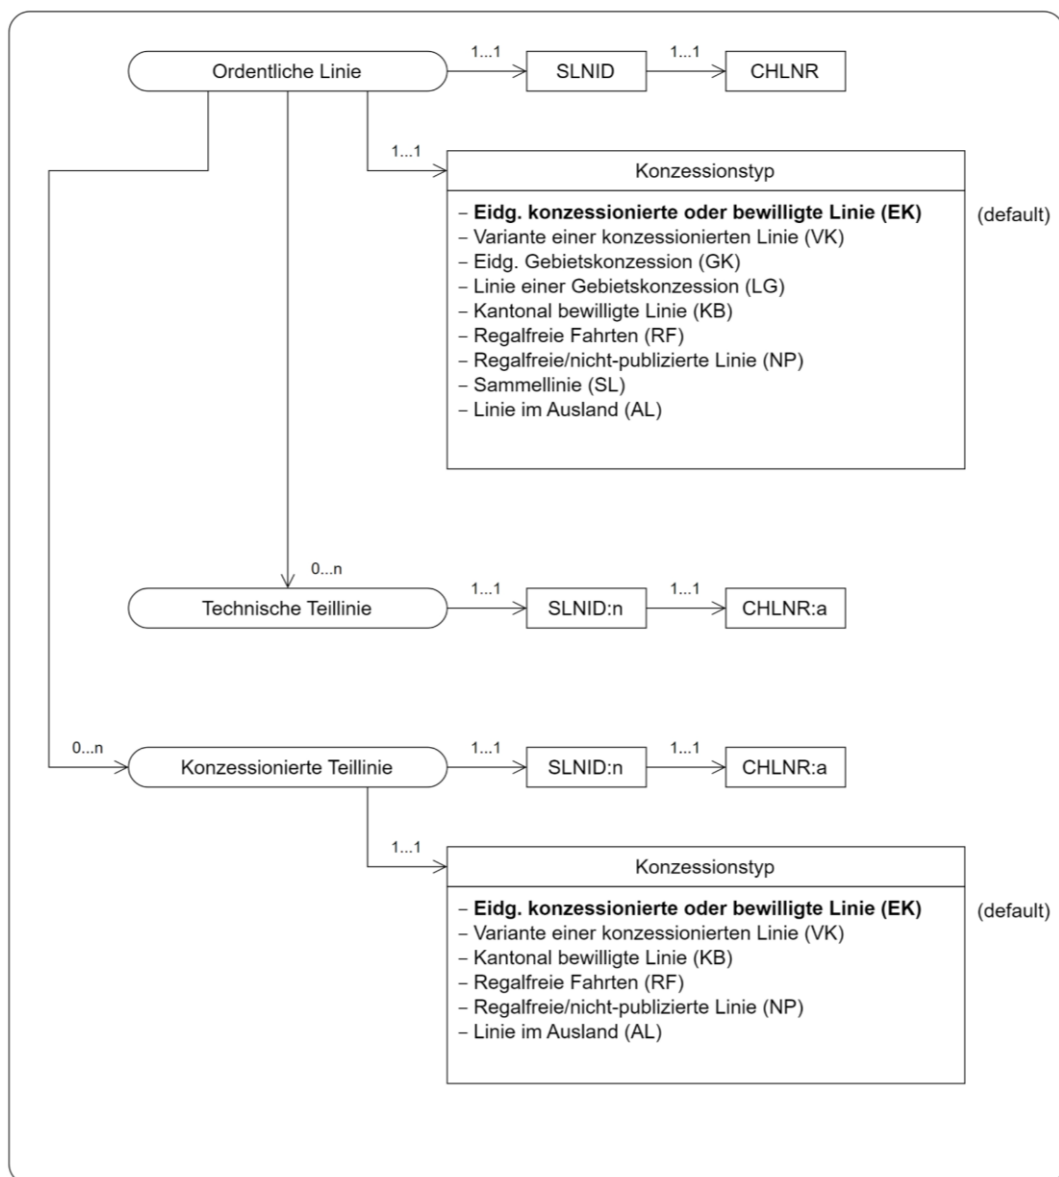 1...1
1...1
Ordentliche Linie
SLNID
CHLNR
1...1
Konzessionstyp
– Eidg. konzessionierte oder bewilligte Linie (EK)
(default)
– Variante einer konzessionierten Linie (VK)
– Eidg. Gebietskonzession (GK)
– Linie einer Gebietskonzession (LG)
– Kantonal bewilligte Linie (KB)
– Regalfreie Fahrten (RF)
– Regalfreie/nicht-publizierte Linie (NP)
– Sammellinie (SL)
– Linie im Ausland (AL)
0...n
1...1
1...1
Technische Teillinie
SLNID:n
CHLNR:a
0...n
1...1
1...1
Konzessionierte Teillinie
SLNID:n
CHLNR:a
1...1
Konzessionstyp
– Eidg. konzessionierte oder bewilligte Linie (EK)
(default)
– Variante einer konzessionierten Linie (VK)
– Kantonal bewilligte Linie (KB)
– Regalfreie Fahrten (RF)
– Regalfreie/nicht-publizierte Linie (NP)
– Linie im Ausland (AL)